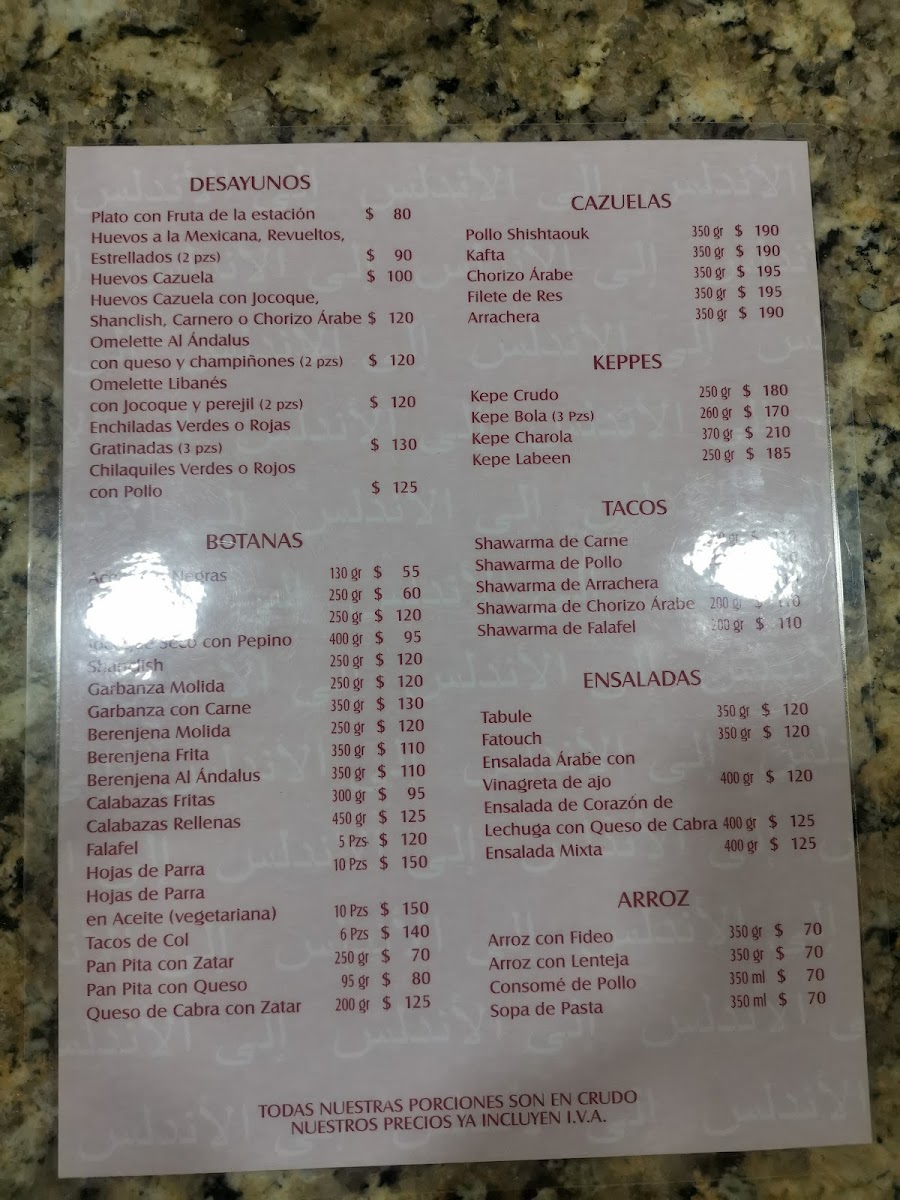 DESAYUNOS
Plato con Fruta de la estación $ 80
Huevos a la Mexicana, Revueltos,
Estrellados (2 pzs) $ 90
Huevos Cazuela $ 100
Huevos Cazuela con Jocoque,
Shanclish, Carnero o Chorizo Árabe $ 120
Omelette Al Ándalus
con queso y champiñones (2 pzs) $ 120
Omelette Libanés
con Jocoque y perejil (2 pzs) $ 120
Enchiladas Verdes o Rojas
Gratinadas (3 pzs) $ 130
Chilaquiles Verdes o Rojos
con Pollo $ 125
BOTANAS
Negras 130 gr $ 55
250 gr $ 60
250 gr $ 120
Seco con Pepino 400 gr $ 95
Shanclish 250 gr $ 120
Garbanza Molida 250 gr $ 120
Garbanza con Carne 350 gr $ 130
Berenjena Molida 250 gr $ 120
Berenjena Frita 350 gr $ 110
Berenjena Al Ándalus 350 gr $ 110
Calabazas Fritas 300 gr $ 95
Calabazas Rellenas 450 gr $ 125
Falafel 5 Pzs $ 120
Hojas de Parra 10 Pzs $ 150
Hojas de Parra
en Aceite (vegetariana) 10 Pzs $ 150
Tacos de Col 6 Pzs $ 140
Pan Pita con Zatar 250 gr $ 70
Pan Pita con Queso 95 gr $ 80
Queso de Cabra con Zatar 200 gr $ 125
CAZUELAS
Pollo Shishtaouk 350 gr $ 190
Kafta 350 gr $ 190
Chorizo Árabe 350 gr $ 195
Filete de Res 350 gr $ 195
Arrachera 350 gr $ 190
KEPPES
Kepe Crudo 250 gr $ 180
Kepe Bola (3 Pzs) 260 gr $ 170
Kepe Charola 370 gr $ 210
Kepe Labeen 250 gr $ 185
TACOS
Shawarma de Carne
Shawarma de Pollo
Shawarma de Arrachera
Shawarma de Chorizo Árabe 200 gr $ 110
Shawarma de Falafel 200 gr $ 110
ENSALADAS
Tabule 350 gr $ 120
Fatouch 350 gr $ 120
Ensalada Árabe con
Vinagreta de ajo 400 gr $ 120
Ensalada de Corazón de
Lechuga con Queso de Cabra 400 gr $ 125
Ensalada Mixta 400 gr $ 125
ARROZ
Arroz con Fideo 350 gr $ 70
Arroz con Lenteja 350 gr $ 70
Consomé de Pollo 350 ml $ 70
Sopa de Pasta 350 ml $ 70
TODAS NUESTRAS PORCIONES SON EN CRUDO
NUESTROS PRECIOS YA INCLUYEN I.V.A.
إلى الأندلس